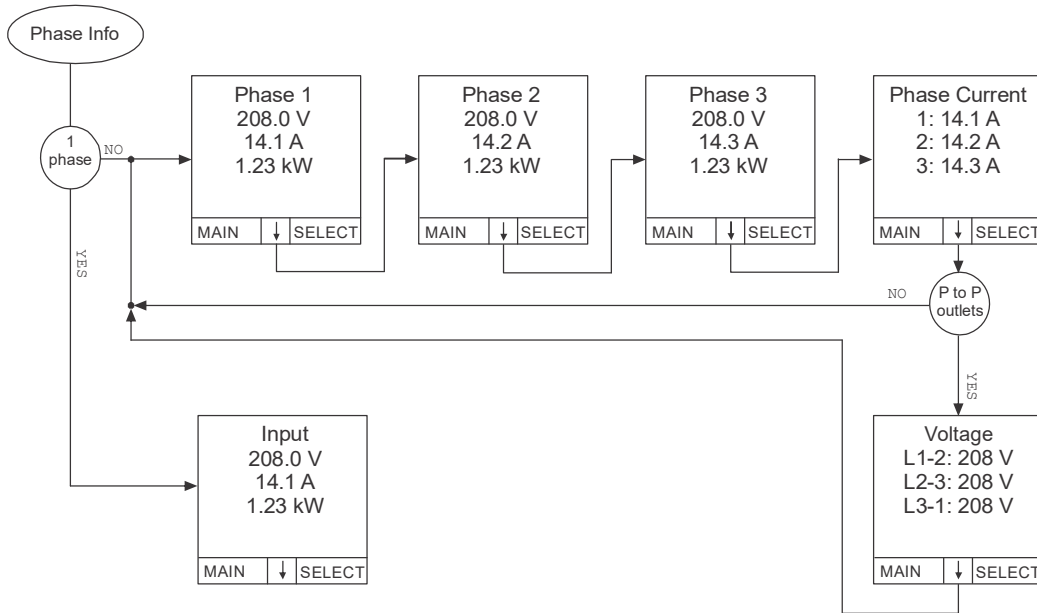 Phase Info
1
phase
NO
YES
Phase 1
208.0 V
14.1 A
1.23 kW
MAIN ↓ SELECT
Phase 2
208.0 V
14.2 A
1.23 kW
MAIN ↓ SELECT
Phase 3
208.0 V
14.3 A
1.23 kW
MAIN ↓ SELECT
Phase Current
1: 14.1 A
2: 14.2 A
3: 14.3 A
MAIN ↓ SELECT
P to P
outlets
NO
YES
Input
208.0 V
14.1 A
1.23 kW
MAIN ↓ SELECT
Voltage
L1-2: 208 V
L2-3: 208 V
L3-1: 208 V
MAIN ↓ SELECT